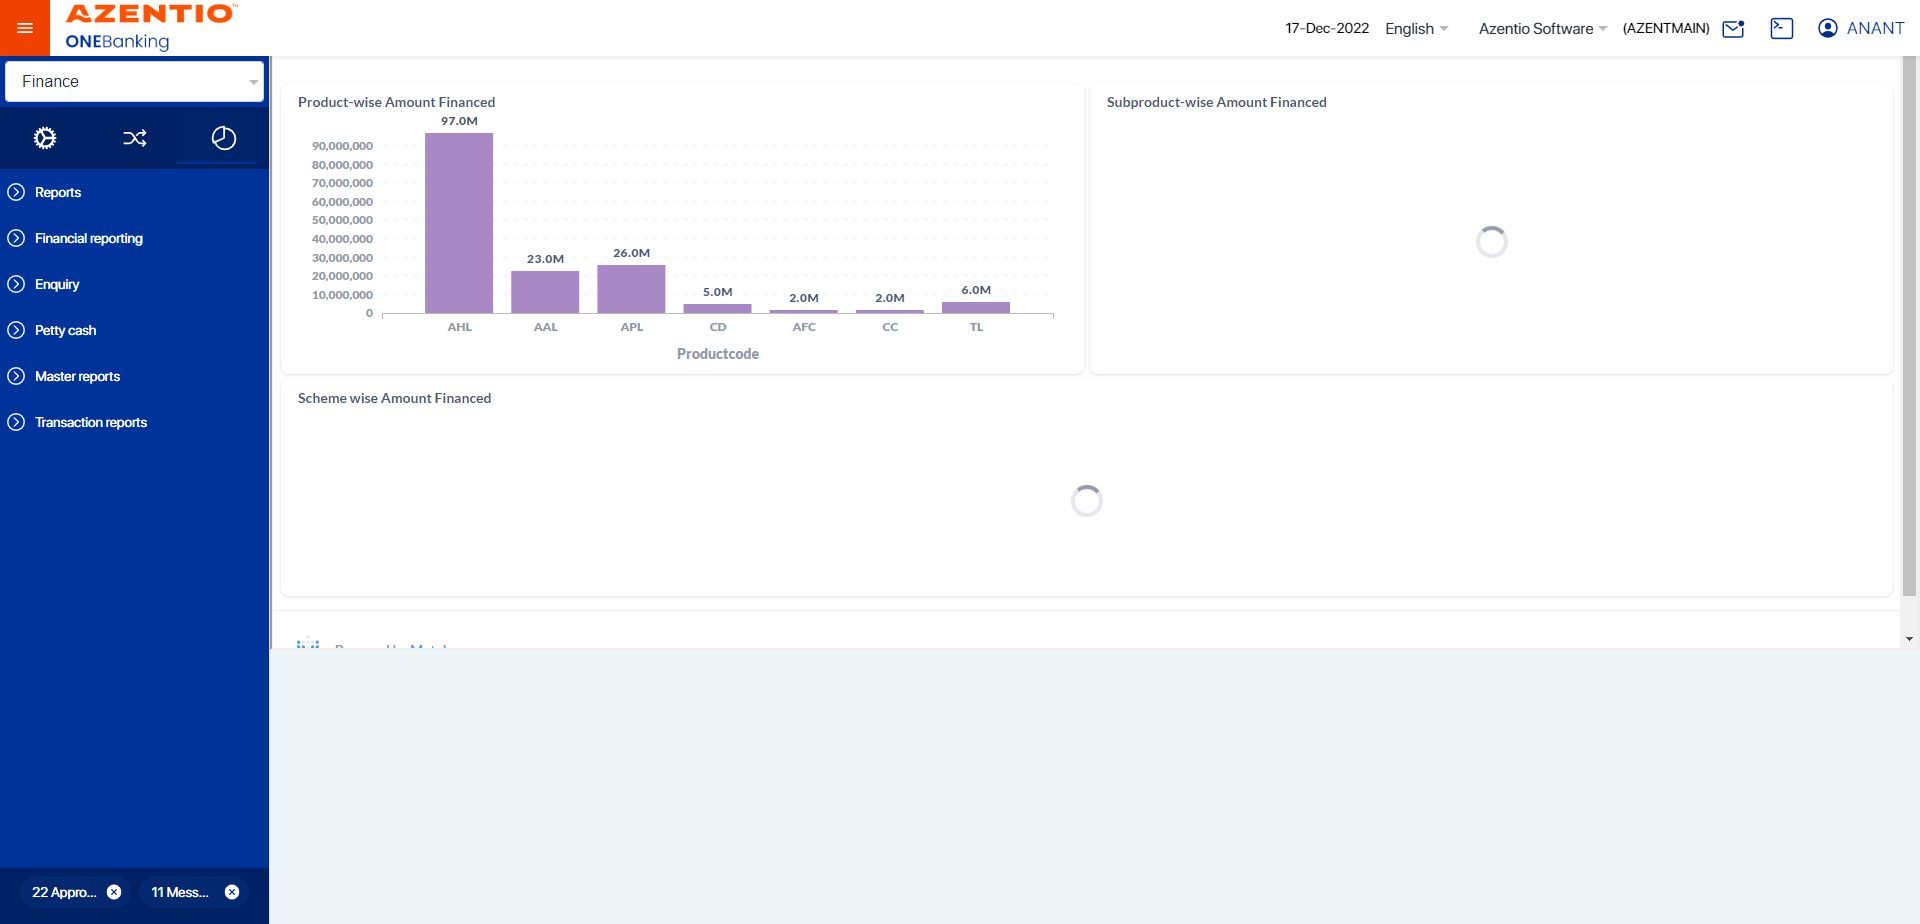 AZENTIO™
ONEBanking
17-Dec-2022 English Azentio Software (AZENTMAIN) ANANT
Finance
Reports
Financial reporting
Enquiry
Petty cash
Master reports
Transaction reports
22 Appro... 11 Mess...
Product-wise Amount Financed
97.0M
90,000,000
80,000,000
70,000,000
60,000,000
50,000,000
40,000,000
30,000,000
20,000,000
10,000,000
0
23.0M
26.0M
5.0M
2.0M
2.0M
6.0M
AHL AAL APL CD AFC CC TL
Productcode
Subproduct-wise Amount Financed
Scheme wise Amount Financed